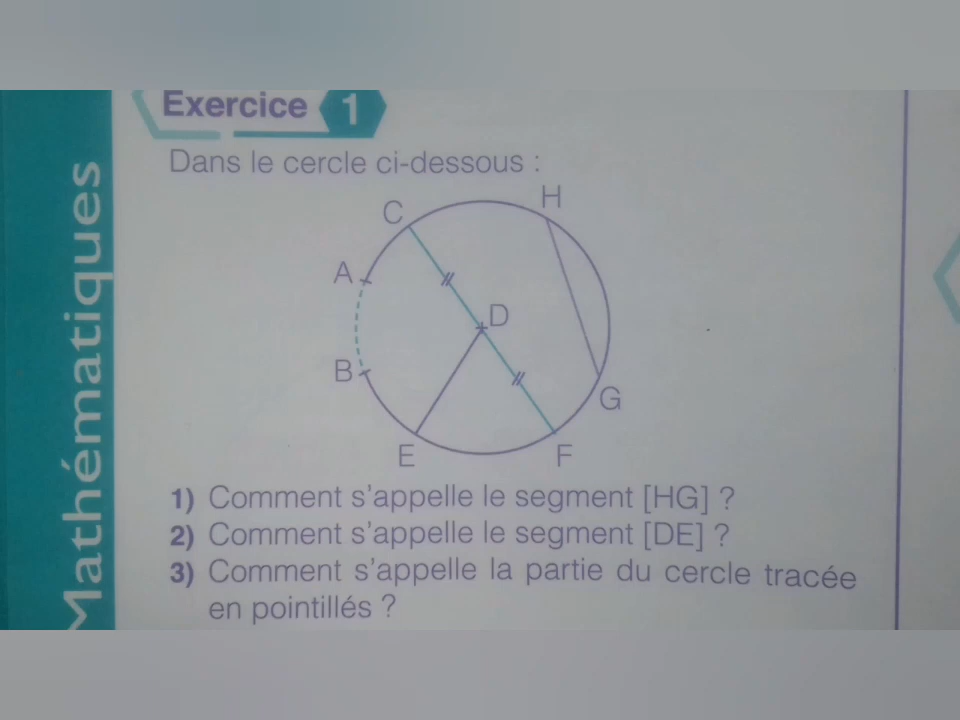 Mathématiques
Exercice 1
Dans le cercle ci-dessous :
H
C
A
D
B
G
E
F
1) Comment s'appelle le segment [HG] ?
2) Comment s'appelle le segment [DE] ?
3) Comment s'appelle la partie du cercle tracée
en pointillés ?